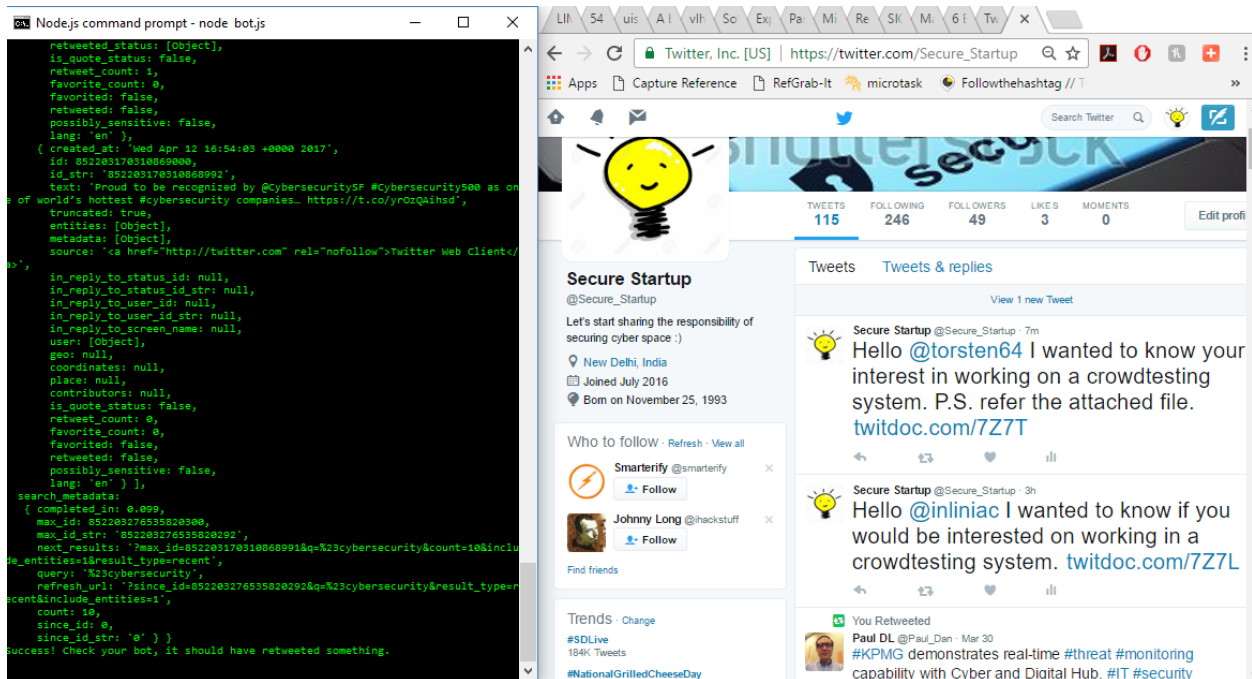 Node.js command prompt - node bot.js
retweeted_status: [Object],
is_quote_status: false,
retweet_count: 1,
favorite_count: 0,
favorited: false,
retweeted: false,
possibly_sensitive: false,
lang: 'en' },
{ created_at: 'Wed Apr 12 16:54:03 +0000 2017',
id: 852203170310869000,
id_str: '852203170310868992',
text: 'Proud to be recognized by @CybersecuritySF #Cybersecurity500 as on
e of world's hottest #cybersecurity companies… https://t.co/yrOzQAihsd',
truncated: true,
entities: [Object],
metadata: [Object],
source: '<a href="http://twitter.com" rel="nofollow">Twitter Web Client</
a>',
in_reply_to_status_id: null,
in_reply_to_status_id_str: null,
in_reply_to_user_id: null,
in_reply_to_user_id_str: null,
in_reply_to_screen_name: null,
user: [Object],
geo: null,
coordinates: null,
place: null,
contributors: null,
is_quote_status: false,
retweet_count: 0,
favorite_count: 0,
favorited: false,
retweeted: false,
possibly_sensitive: false,
lang: 'en' } ],
search_metadata:
{ completed_in: 0.099,
max_id: 852203276535820300,
max_id_str: '852203276535820292',
next_results: '?max_id=852203170310868991&q=%23cybersecurity&count=10&inclu
de_entities=1&result_type=recent',
query: '%23cybersecurity',
refresh_url: '?since_id=852203276535820292&q=%23cybersecurity&result_type=r
ecent&include_entities=1',
count: 10,
since_id: 0,
since_id_str: '0' } }
Success! Check your bot, it should have retweeted something.
LIN 54 uis A I vlh So Exp Pai Mi Re SIC Ma 6 E Tw
Twitter, Inc. [US] | https://twitter.com/Secure_Startup
Apps Capture Reference RefGrab-It microtask Followthehashtag // T
Search Twitter
shutterstock
secu
TWEETS FOLLOWING FOLLOWERS LIKES MOMENTS
115 246 49 3 0
Edit profi
Secure Startup
@Secure_Startup
Let's start sharing the responsibility of
securing cyber space :)
New Delhi, India
Joined July 2016
Born on November 25, 1993
Who to follow · Refresh · View all
Smarterify @smarterify
Follow
Johnny Long @ihackstuff
Follow
Find friends
Trends · Change
#SDLive
184K Tweets
#NationalGrilledCheeseDay
Tweets Tweets & replies
View 1 new Tweet
Secure Startup @Secure_Startup · 7m
Hello @torsten64 I wanted to know your
interest in working on a crowdtesting
system. P.S. refer the attached file.
twitdoc.com/7Z7T
Secure Startup @Secure_Startup · 3h
Hello @inliniac I wanted to know if you
would be interested on working in a
crowdtesting system. twitdoc.com/7Z7L
You Retweeted
Paul DL @Paul_Dan · Mar 30
#KPMG demonstrates real-time #threat #monitoring
capability with Cyber and Digital Hub. #IT #security